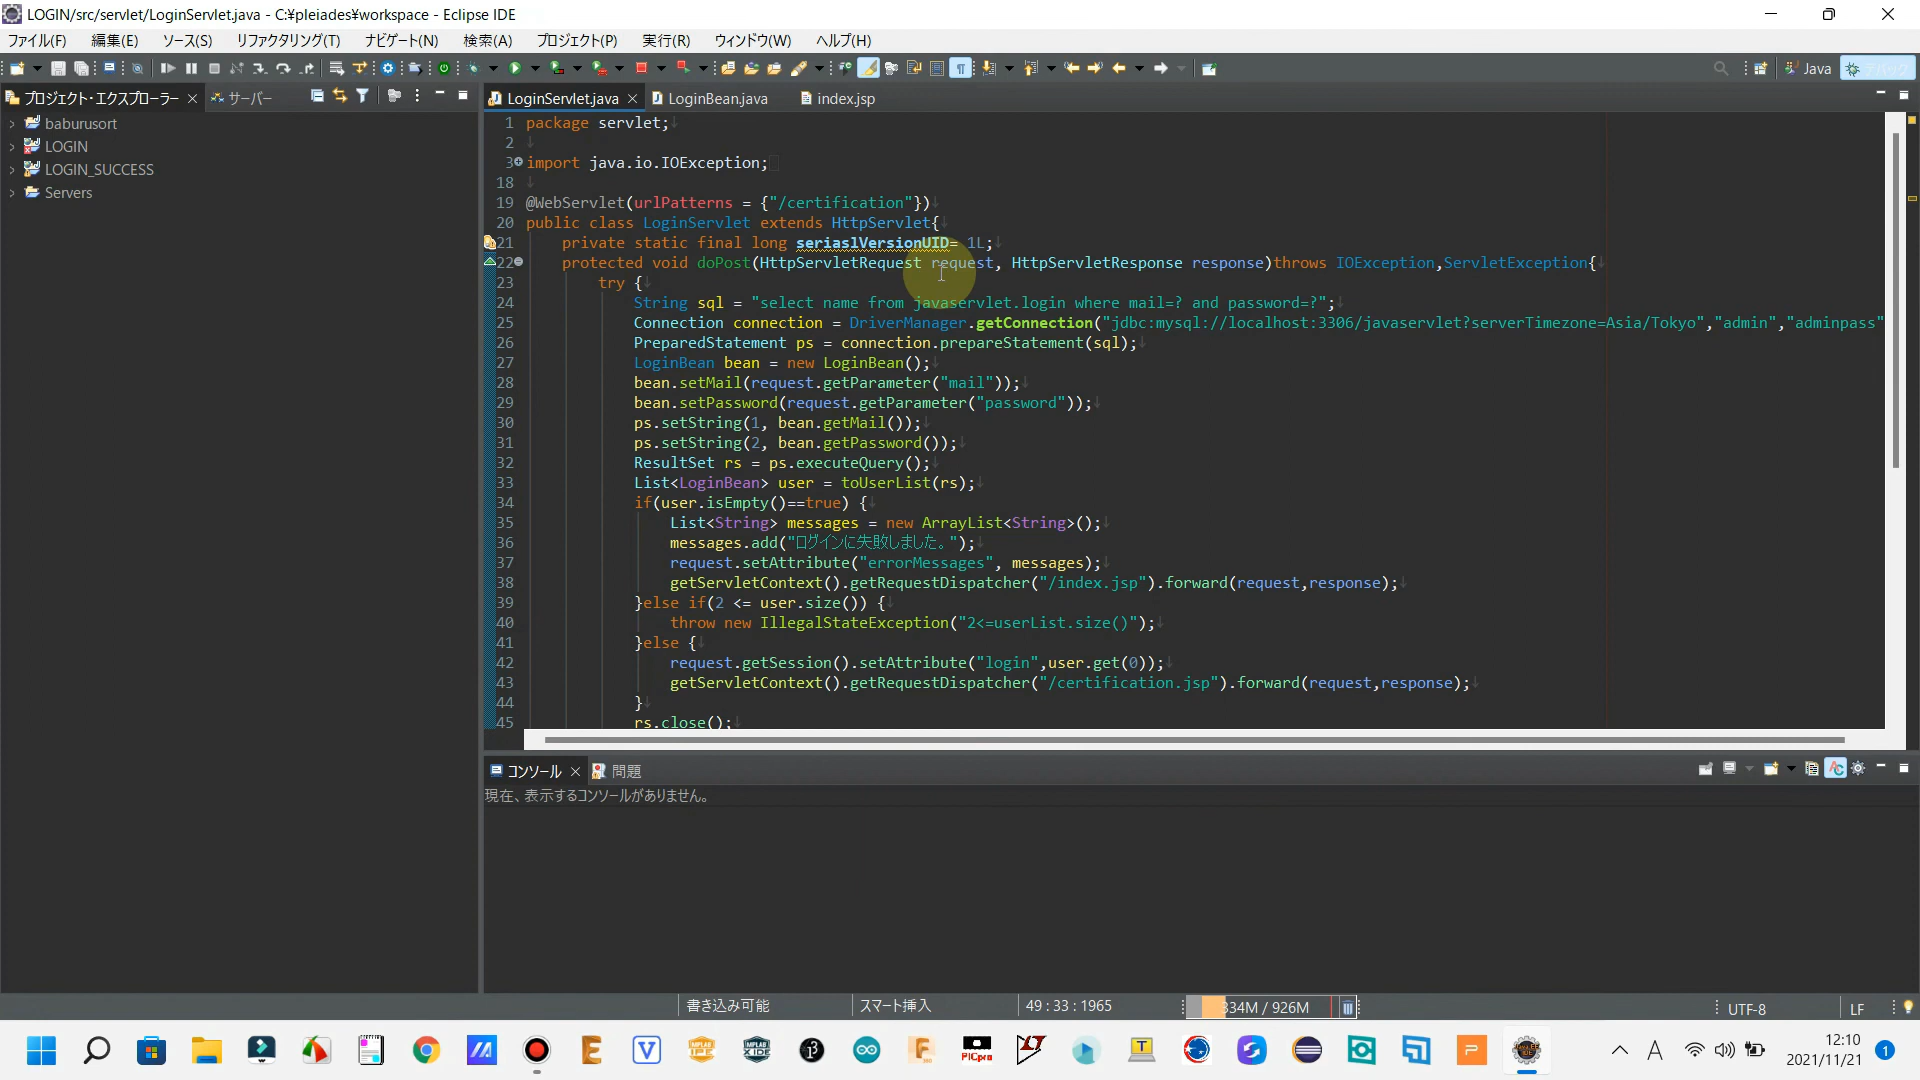 LOGIN/src/servlet/LoginServlet.java - C:¥pleiades¥workspace - Eclipse IDE
ファイル(F) 編集(E) ソース(S) リファクタリング(T) ナビゲート(N) 検索(A) プロジェクト(P) 実行(R) ウィンドウ(W) ヘルプ(H)
Java
プロジェクト・エクスプローラー サーバー
LoginServlet.java LoginBean.java index.jsp
baburusort
LOGIN
LOGIN_SUCCESS
Servers
1 package servlet;
2
3 import java.io.IOException;
18
19 @WebServlet(urlPatterns = {"/certification"})
20 public class LoginServlet extends HttpServlet{
21 private static final long seriaslVersionUID= 1L;
22 protected void doPost(HttpServletRequest request, HttpServletResponse response)throws IOException,ServletException{
23 try {
24 String sql = "select name from javaservlet.login where mail=? and password=?";
25 Connection connection = DriverManager.getConnection("jdbc:mysql://localhost:3306/javaservlet?serverTimezone=Asia/Tokyo","admin","adminpass"
26 PreparedStatement ps = connection.prepareStatement(sql);
27 LoginBean bean = new LoginBean();
28 bean.setMail(request.getParameter("mail"));
29 bean.setPassword(request.getParameter("password"));
30 ps.setString(1, bean.getMail());
31 ps.setString(2, bean.getPassword());
32 ResultSet rs = ps.executeQuery();
33 List<LoginBean> user = toUserList(rs);
34 if(user.isEmpty()==true) {
35 List<String> messages = new ArrayList<String>();
36 messages.add("ログインに失敗しました。");
37 request.setAttribute("errorMessages", messages);
38 getServletContext().getRequestDispatcher("/index.jsp").forward(request,response);
39 }else if(2 <= user.size()) {
40 throw new IllegalStateException("2<=userList.size()");
41 }else {
42 request.getSession().setAttribute("login",user.get(0));
43 getServletContext().getRequestDispatcher("/certification.jsp").forward(request,response);
44 }
45 rs.close();
コンソール 問題
現在、表示するコンソールがありません。
書き込み可能 スマート挿入 49 : 33 : 1965 334M / 926M UTF-8 LF
12:10
2021/11/21